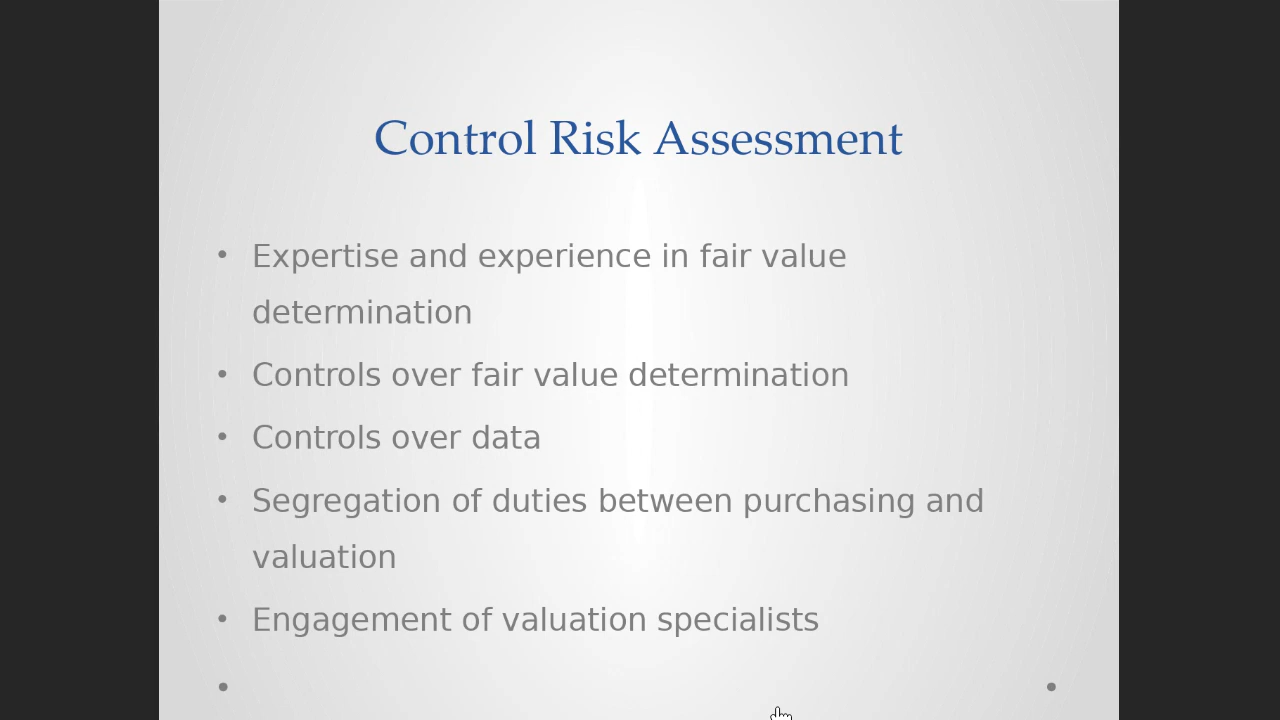 Control Risk Assessment
• Expertise and experience in fair value
determination
• Controls over fair value determination
• Controls over data
• Segregation of duties between purchasing and
valuation
• Engagement of valuation specialists